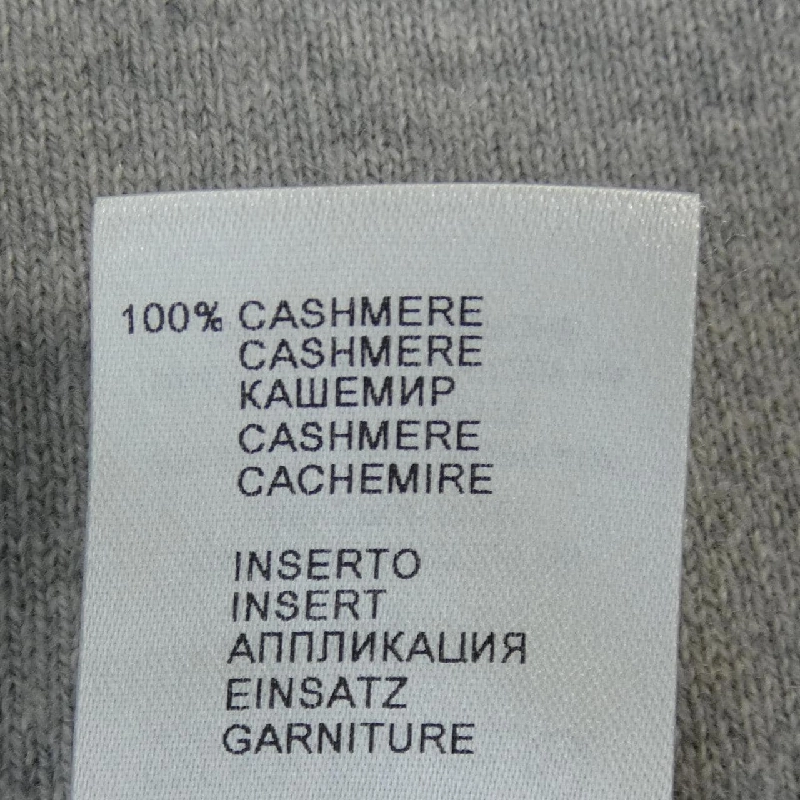 100% CASHMERE
CASHMERE
КАШЕМИР
CASHMERE
CACHEMIRE
INSERTO
INSERT
АППЛИКАЦИЯ
EINSATZ
GARNITURE